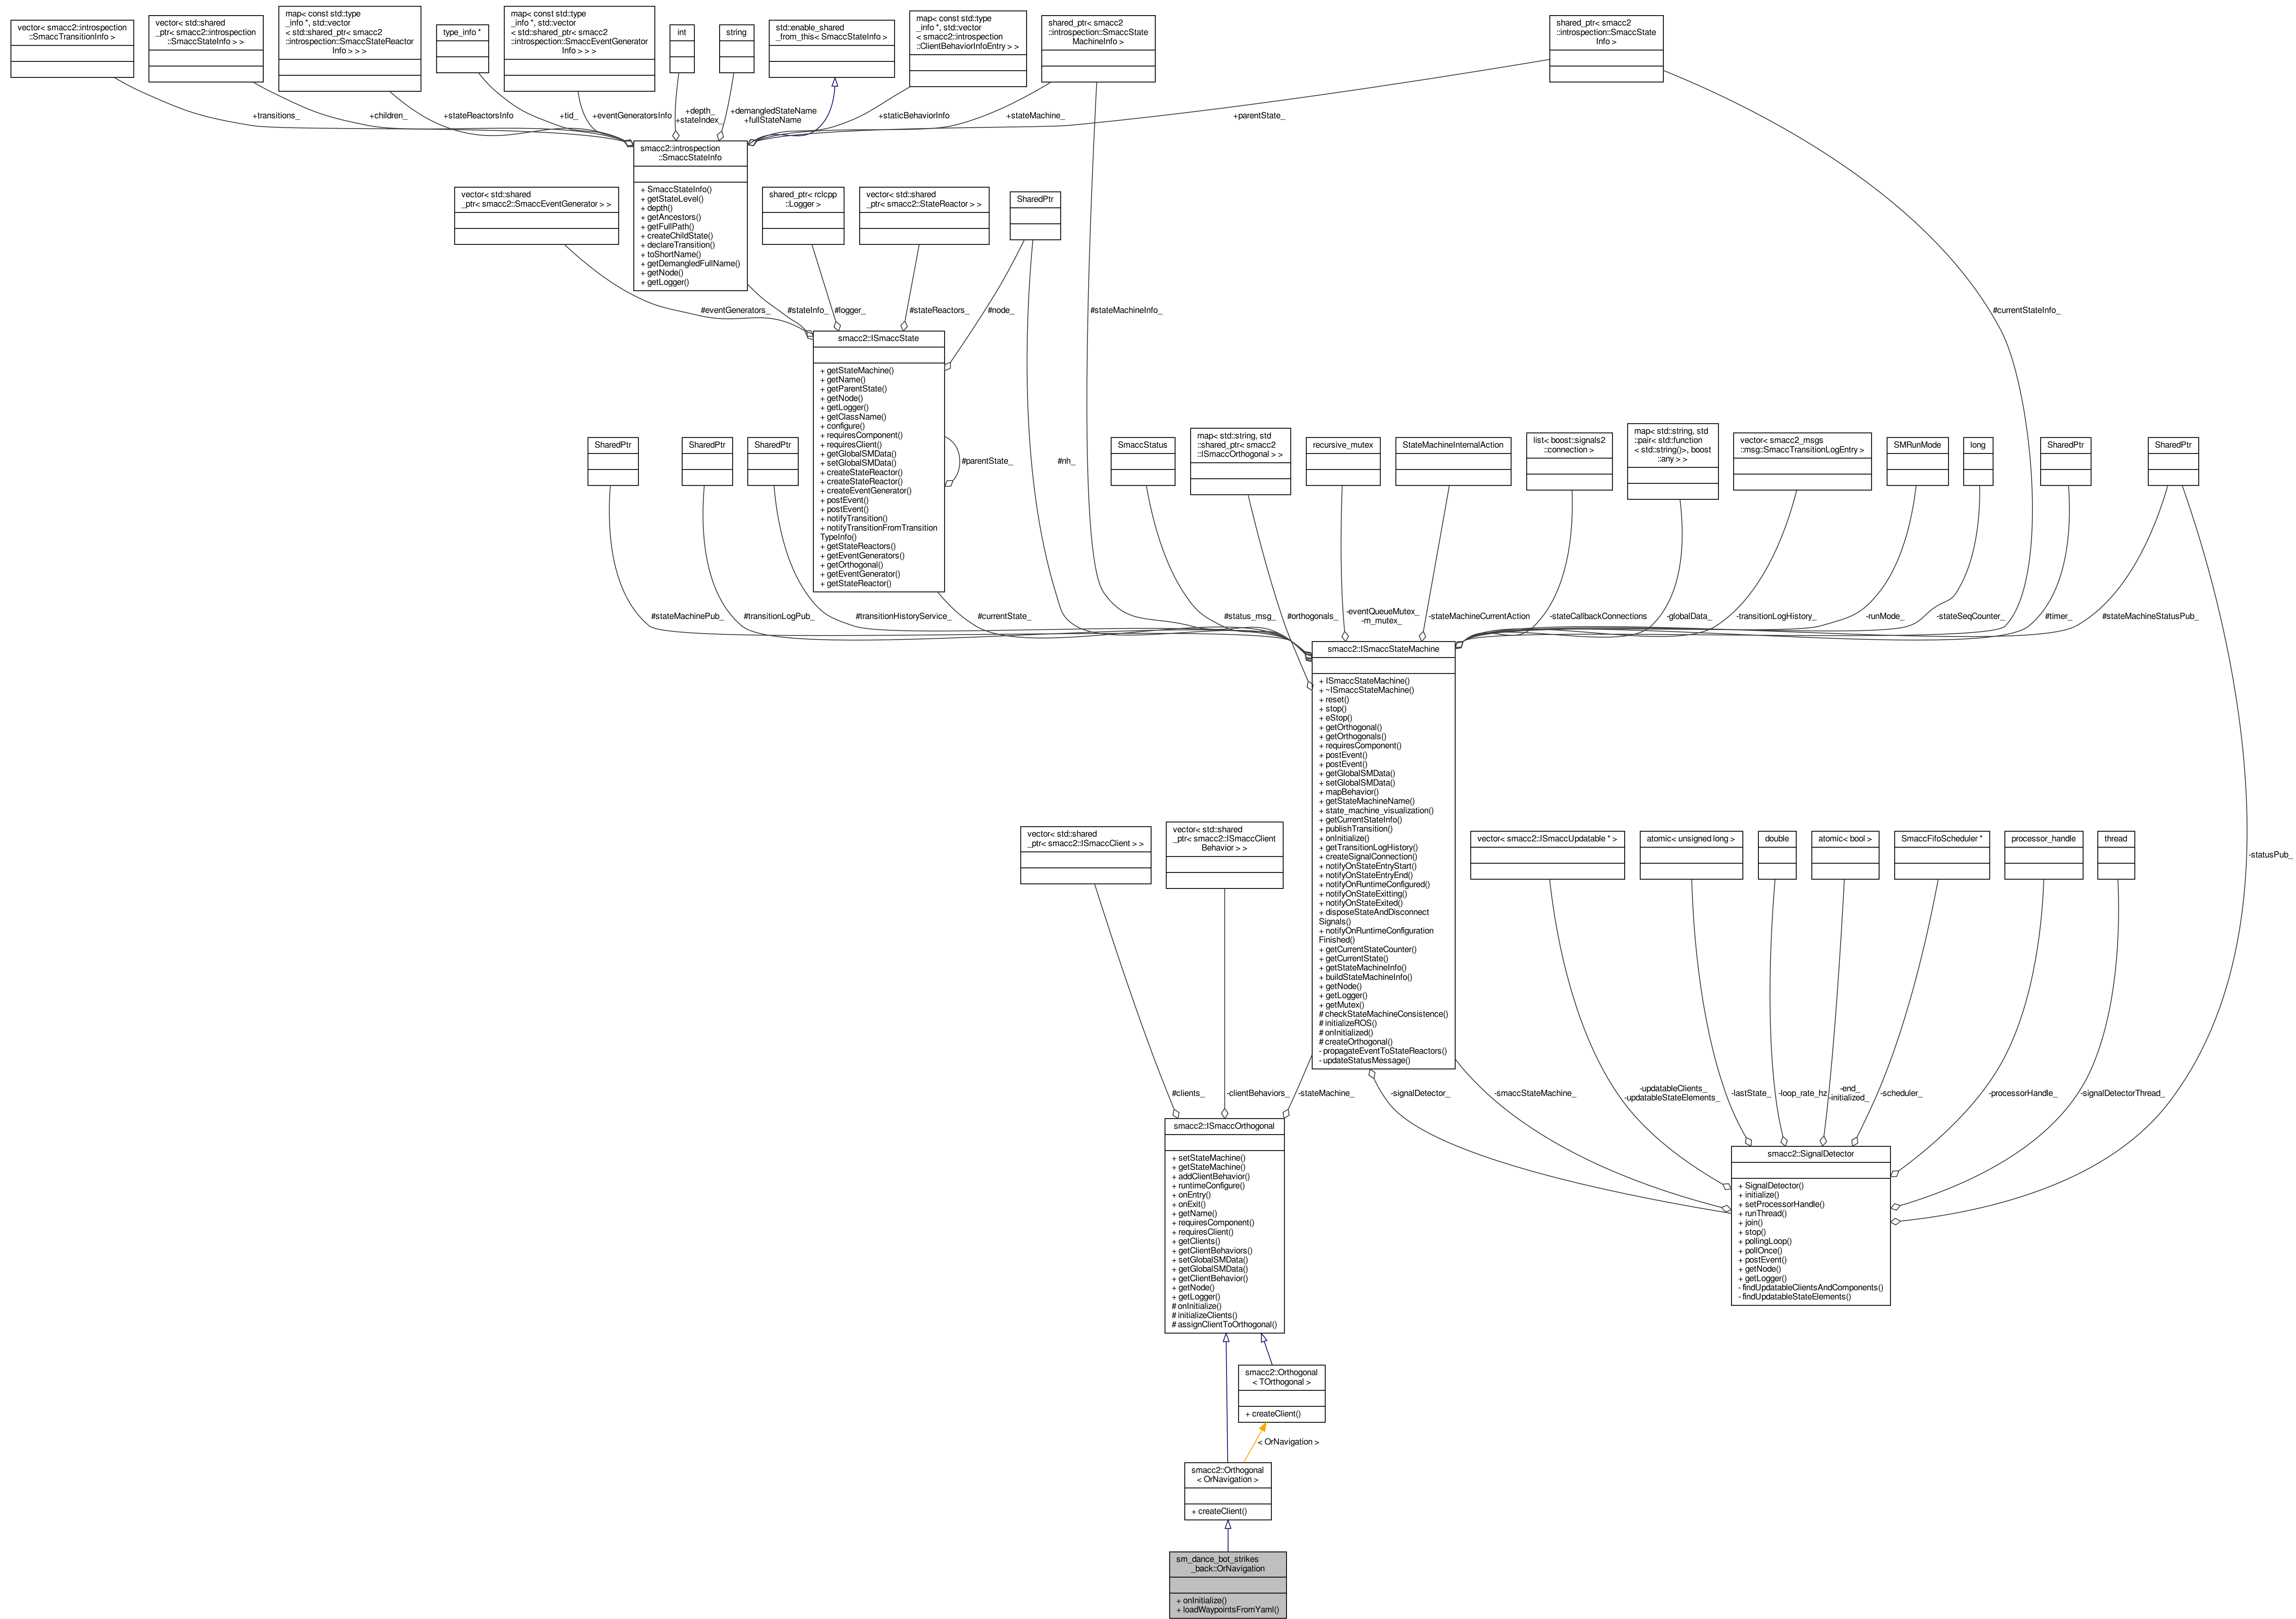 vector< smacc2::introspection
::SmaccTransitionInfo >
vector< std::shared
_ptr< smacc2::introspection
::SmaccStateInfo > >
map< const std::type
_info *, std::vector
< std::shared_ptr< smacc2
::introspection::SmaccStateReactor
Info > > >
type_info *
map< const std::type
_info *, std::vector
< std::shared_ptr< smacc2
::introspection::SmaccEventGenerator
Info > > >
int
string
std::enable_shared
_from_this< SmaccStateInfo >
map< const std::type
_info *, std::vector
< smacc2::introspection
::ClientBehaviorInfoEntry > >
shared_ptr< smacc2
::introspection::SmaccState
MachineInfo >
shared_ptr< smacc2
::introspection::SmaccState
Info >
+transitions_
+children_
+stateReactorsInfo
+tid_
+eventGeneratorsInfo
+depth_
+stateIndex_
+demangledStateName
+fullStateName
+staticBehaviorInfo
+stateMachine_
+parentState_
smacc2::introspection
::SmaccStateInfo
+ SmaccStateInfo()
+ getStateLevel()
+ depth()
+ getAncestors()
+ getFullPath()
+ createChildState()
+ declareTransition()
+ toShortName()
+ getDemangledFullName()
+ getNode()
+ getLogger()
vector< std::shared
_ptr< smacc2::SmaccEventGenerator > >
shared_ptr< rclcpp
::Logger >
vector< std::shared
_ptr< smacc2::StateReactor > >
SharedPtr
#eventGenerators_
#stateInfo_
#logger_
#stateReactors_
#node_
#stateMachineInfo_
#currentStateInfo_
smacc2::ISmaccState
+ getStateMachine()
+ getName()
+ getParentState()
+ getNode()
+ getLogger()
+ getClassName()
+ configure()
+ requiresComponent()
+ requiresClient()
+ getGlobalSMData()
+ setGlobalSMData()
+ createStateReactor()
+ createStateReactor()
+ createEventGenerator()
+ postEvent()
+ postEvent()
+ notifyTransition()
+ notifyTransitionFromTransition
TypeInfo()
+ getStateReactors()
+ getEventGenerators()
+ getOrthogonal()
+ getEventGenerator()
+ getStateReactor()
#parentState_
#nh_
SharedPtr
SharedPtr
SharedPtr
SmaccStatus
map< std::string, std
::shared_ptr< smacc2
::ISmaccOrthogonal > >
recursive_mutex
StateMachineInternalAction
list< boost::signals2
::connection >
map< std::string, std
::pair< std::function
< std::string()>, boost
::any > >
vector< smacc2_msgs
::msg::SmaccTransitionLogEntry >
SMRunMode
long
SharedPtr
SharedPtr
#stateMachinePub_
#transitionLogPub_
#transitionHistoryService_
#currentState_
#status_msg_
#orthogonals_
-eventQueueMutex_
-m_mutex_
-stateMachineCurrentAction
-stateCallbackConnections
-globalData_
-transitionLogHistory_
-runMode_
-stateSeqCounter_
#timer_
#stateMachineStatusPub_
smacc2::ISmaccStateMachine
+ ISmaccStateMachine()
+ ~ISmaccStateMachine()
+ reset()
+ stop()
+ eStop()
+ getOrthogonal()
+ getOrthogonals()
+ requiresComponent()
+ postEvent()
+ postEvent()
+ getGlobalSMData()
+ setGlobalSMData()
+ mapBehavior()
+ getStateMachineName()
+ state_machine_visualization()
+ getCurrentStateInfo()
+ publishTransition()
+ onInitialize()
+ getTransitionLogHistory()
+ createSignalConnection()
+ notifyOnStateEntryStart()
+ notifyOnStateEntryEnd()
+ notifyOnRuntimeConfigured()
+ notifyOnStateExitting()
+ notifyOnStateExited()
+ disposeStateAndDisconnect
Signals()
+ notifyOnRuntimeConfiguration
Finished()
+ getCurrentStateCounter()
+ getCurrentState()
+ getStateMachineInfo()
+ buildStateMachineInfo()
+ getNode()
+ getLogger()
+ getMutex()
# checkStateMachineConsistence()
# initializeROS()
# onInitialized()
# createOrthogonal()
- propagateEventToStateReactors()
- updateStatusMessage()
vector< std::shared
_ptr< smacc2::ISmaccClient > >
vector< std::shared
_ptr< smacc2::ISmaccClient
Behavior > >
vector< smacc2::ISmaccUpdatable * >
atomic< unsigned long >
double
atomic< bool >
SmaccFifoScheduler *
processor_handle
thread
-statusPub_
#clients_
-clientBehaviors_
-stateMachine_
-signalDetector_
-smaccStateMachine_
-updatableClients_
-updatableStateElements_
-lastState_
-loop_rate_hz
-end_
-initialized_
-scheduler_
-processorHandle_
-signalDetectorThread_
smacc2::ISmaccOrthogonal
+ setStateMachine()
+ getStateMachine()
+ addClientBehavior()
+ runtimeConfigure()
+ onEntry()
+ onExit()
+ getName()
+ requiresComponent()
+ requiresClient()
+ getClients()
+ getClientBehaviors()
+ setGlobalSMData()
+ getGlobalSMData()
+ getClientBehavior()
+ getNode()
+ getLogger()
# onInitialize()
# initializeClients()
# assignClientToOrthogonal()
smacc2::SignalDetector
+ SignalDetector()
+ initialize()
+ setProcessorHandle()
+ runThread()
+ join()
+ stop()
+ pollingLoop()
+ pollOnce()
+ postEvent()
+ getNode()
+ getLogger()
- findUpdatableClientsAndComponents()
- findUpdatableStateElements()
smacc2::Orthogonal
< TOrthogonal >
+ createClient()
< OrNavigation >
smacc2::Orthogonal
< OrNavigation >
+ createClient()
sm_dance_bot_strikes
_back::OrNavigation
+ onInitialize()
+ loadWaypointsFromYaml()